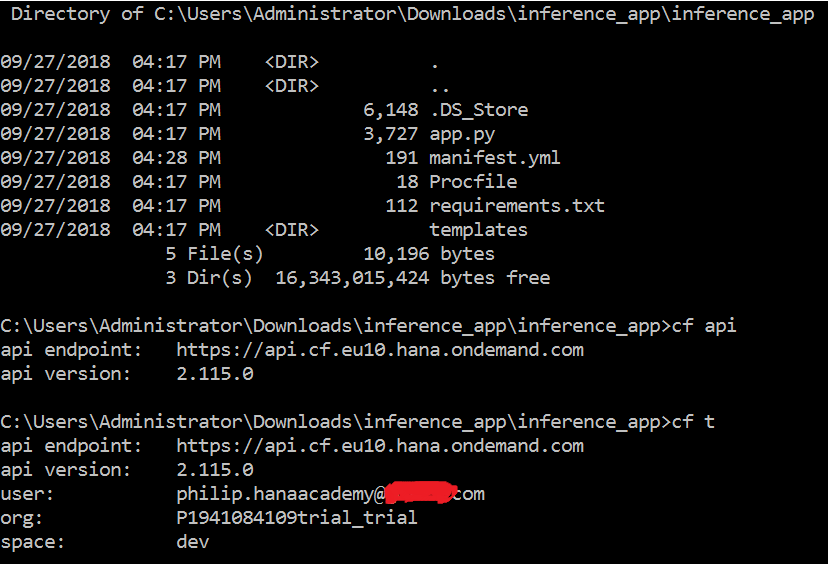 Directory of C:\Users\Administrator\Downloads\inference_app\inference_app
09/27/2018  04:17 PM    <DIR>          .
09/27/2018  04:17 PM    <DIR>          ..
09/27/2018  04:17 PM             6,148 .DS_Store
09/27/2018  04:17 PM             3,727 app.py
09/27/2018  04:28 PM               191 manifest.yml
09/27/2018  04:17 PM                18 Procfile
09/27/2018  04:17 PM               112 requirements.txt
09/27/2018  04:17 PM    <DIR>          templates
5 File(s)         10,196 bytes
3 Dir(s)  16,343,015,424 bytes free
C:\Users\Administrator\Downloads\inference_app\inference_app>cf api
api endpoint:   https://api.cf.eu10.hana.ondemand.com
api version:    2.115.0
C:\Users\Administrator\Downloads\inference_app\inference_app>cf t
api endpoint:   https://api.cf.eu10.hana.ondemand.com
api version:    2.115.0
user:           philip.hanaacademy@ com
org:            P1941084109trial_trial
space:          dev